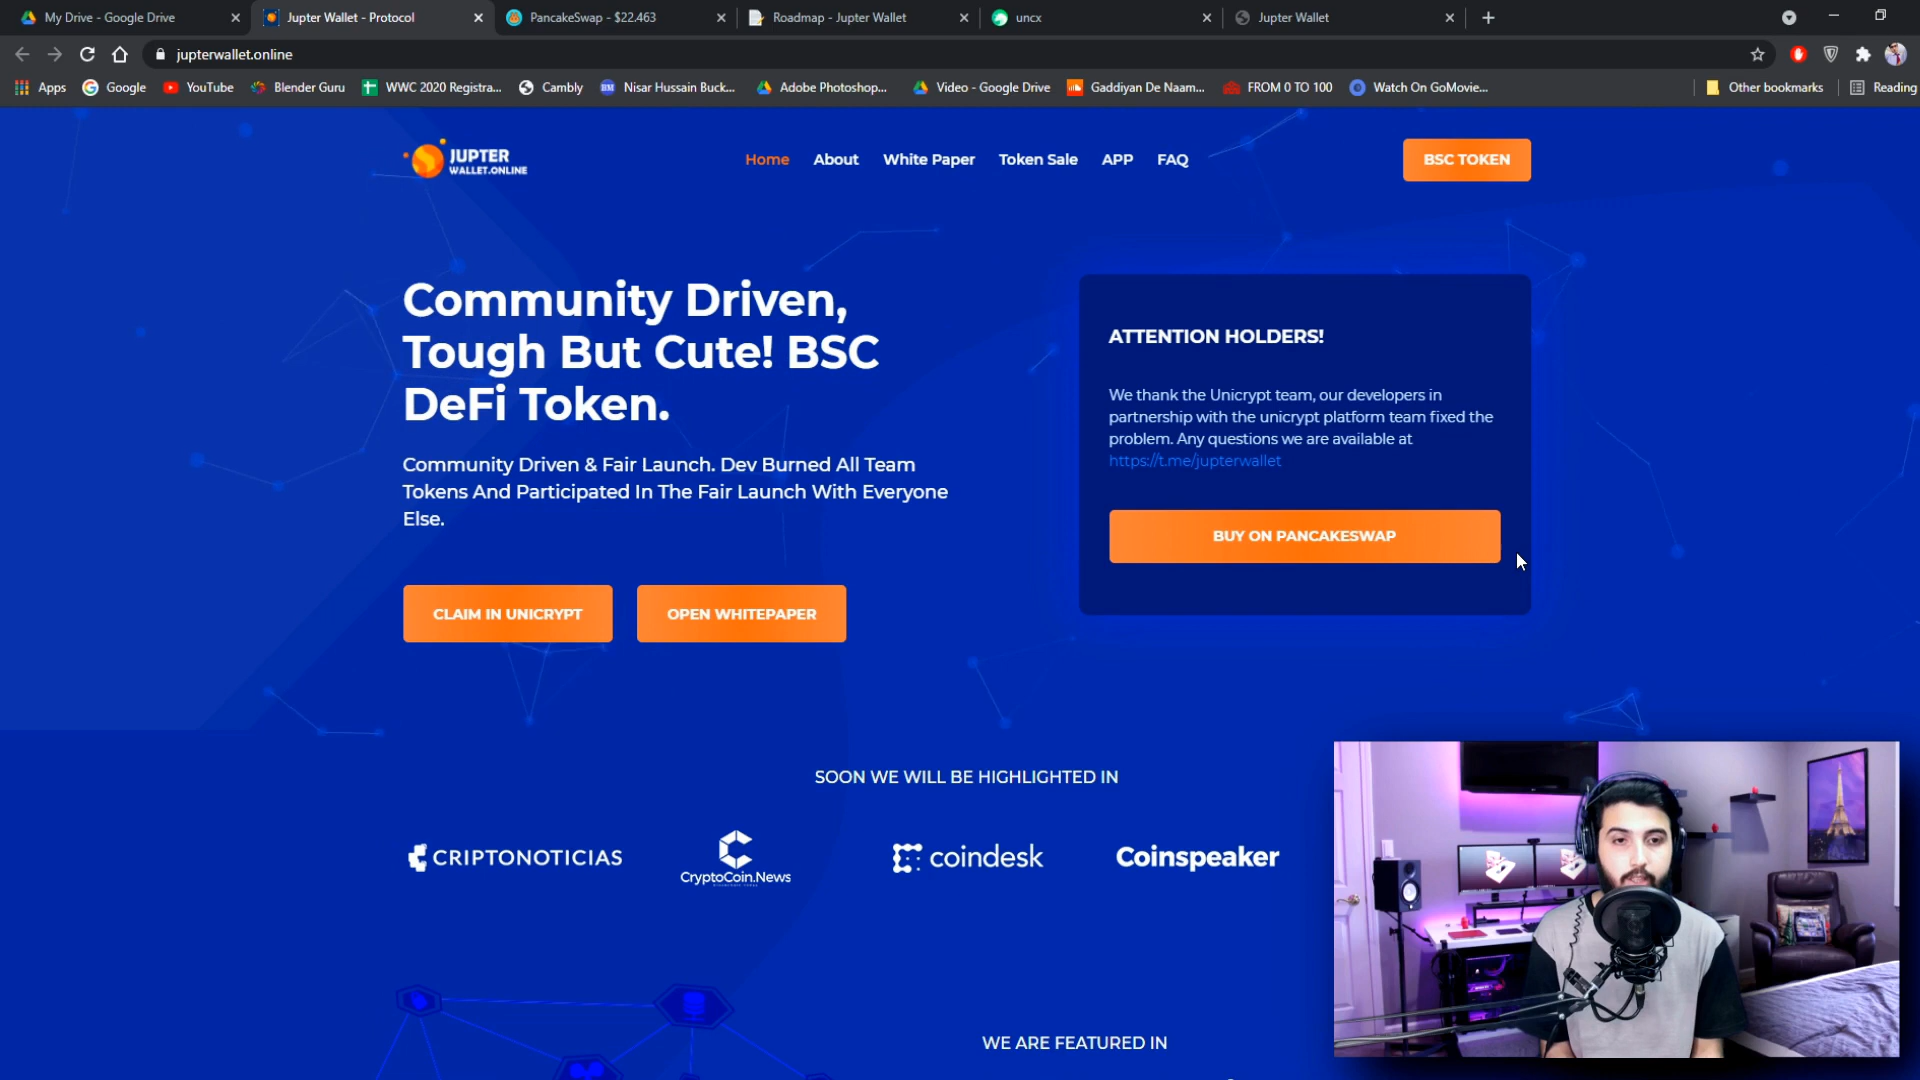 My Drive - Google Drive
Jupter Wallet - Protocol
PancakeSwap - $22.463
Roadmap - Jupter Wallet
uncx
Jupter Wallet
jupterwallet.online
Apps
Google
YouTube
Blender Guru
WWC 2020 Registra...
Cambly
Nisar Hussain Buck...
Adobe Photoshop...
Video - Google Drive
Gaddiyan De Naam...
FROM 0 TO 100
Watch On GoMovie...
Other bookmarks
Reading
JUPTER
WALLET.ONLINE
Home
About
White Paper
Token Sale
APP
FAQ
BSC TOKEN
Community Driven,
Tough But Cute! BSC
DeFi Token.
Community Driven & Fair Launch. Dev Burned All Team
Tokens And Participated In The Fair Launch With Everyone
Else.
CLAIM IN UNICRYPT
OPEN WHITEPAPER
ATTENTION HOLDERS!
We thank the Unicrypt team, our developers in
partnership with the unicrypt platform team fixed the
problem. Any questions we are available at
https://t.me/jupterwallet
BUY ON PANCAKESWAP
SOON WE WILL BE HIGHLIGHTED IN
CRIPTONOTICIAS
CryptoCoin.News
coindesk
Coinspeaker
WE ARE FEATURED IN